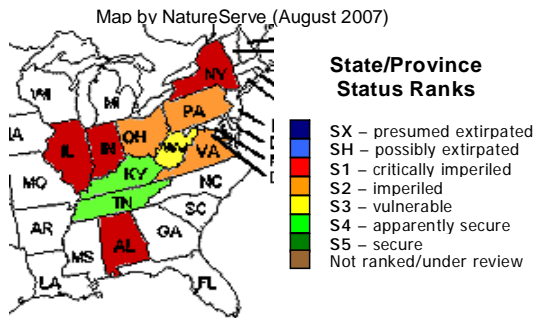 Map by NatureServe (August 2007)
State/Province
Status Ranks
SX – presumed extirpated
SH – possibly extirpated
S1 – critically imperiled
S2 – imperiled
S3 – vulnerable
S4 – apparently secure
S5 – secure
Not ranked/under review
NY
WI
MI
PA
IA
IL
IN
OH
WV
VA
MO
KY
NC
TN
SC
AR
MS
AL
GA
LA
FL